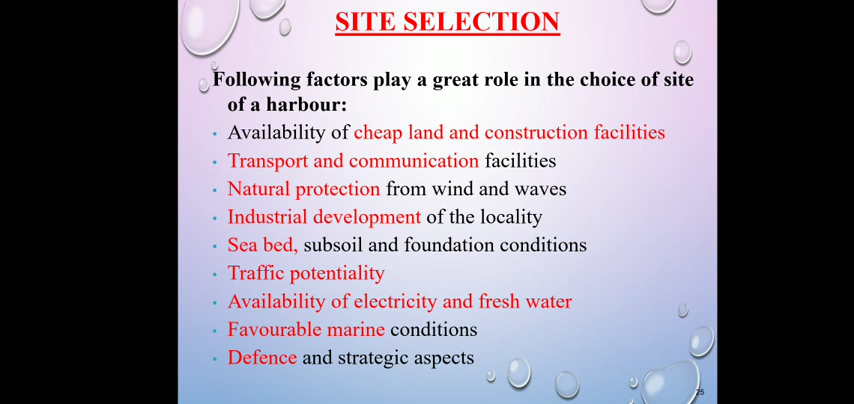 SITE SELECTION
Following factors play a great role in the choice of site
of a harbour:
• Availability of cheap land and construction facilities
• Transport and communication facilities
• Natural protection from wind and waves
• Industrial development of the locality
• Sea bed, subsoil and foundation conditions
• Traffic potentiality
• Availability of electricity and fresh water
• Favourable marine conditions
• Defence and strategic aspects
25